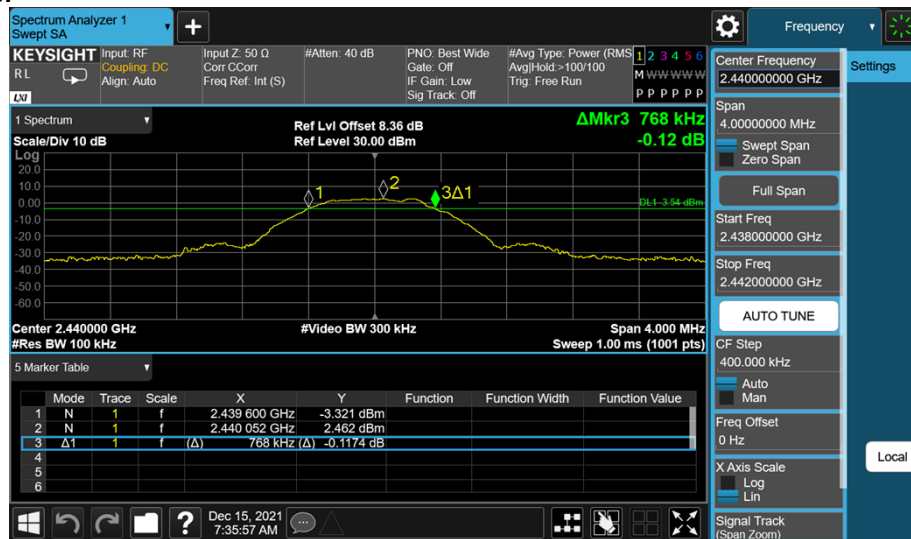 Spectrum Analyzer 1
Swept SA
+
Frequency
KEYSIGHT
RL
LXI
Input: RF
Coupling: DC
Align: Auto
Input Z: 50 Ω
Corr CCorr
Freq Ref: Int (S)
#Atten: 40 dB
PNO: Best Wide
Gate: Off
IF Gain: Low
Sig Track: Off
#Avg Type: Power (RMS
Avg|Hold:>100/100
Trig: Free Run
1 2 3 4 5 6
M W W W W W
P P P P P P
1 Spectrum
Scale/Div 10 dB
Ref Lvl Offset 8.36 dB
Ref Level 30.00 dBm
ΔMkr3 768 kHz
-0.12 dB
Log
20.0
10.0
0.00
-10.0
-20.0
-30.0
-40.0
-50.0
-60.0
1
2
3Δ1
DL1 -3.54 dBm
Center 2.440000 GHz
#Res BW 100 kHz
#Video BW 300 kHz
Span 4.000 MHz
Sweep 1.00 ms (1001 pts)
5 Marker Table
Mode Trace Scale X Y Function Function Width Function Value
1 N 1 f 2.439 600 GHz -3.321 dBm
2 N 1 f 2.440 052 GHz 2.462 dBm
3 Δ1 1 f (Δ) 768 kHz (Δ) -0.1174 dB
4
5
6
?
Dec 15, 2021
7:35:57 AM
Center Frequency
2.440000000 GHz
Span
4.00000000 MHz
Swept Span
Zero Span
Full Span
Start Freq
2.438000000 GHz
Stop Freq
2.442000000 GHz
AUTO TUNE
CF Step
400.000 kHz
Auto
Man
Freq Offset
0 Hz
X Axis Scale
Log
Lin
Signal Track
(Span Zoom)
Settings
Local